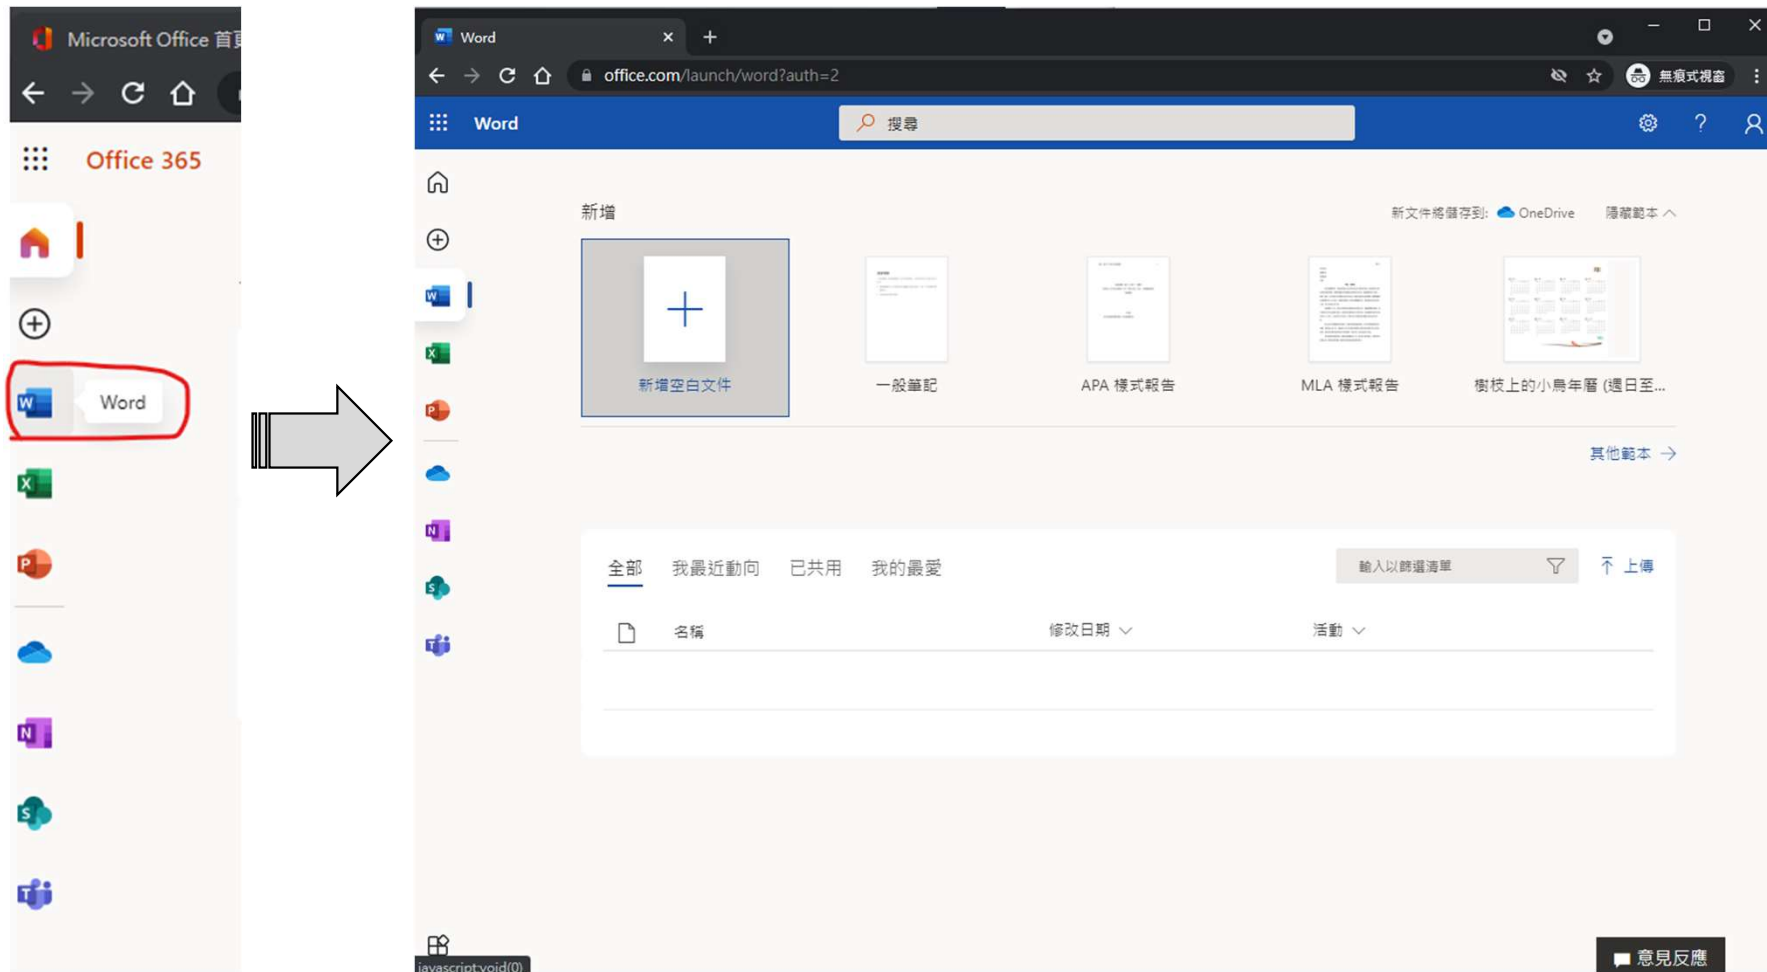 Microsoft Office 首頁
Office 365
Word
Word
office.com/launch/word?auth=2
無痕式視窗
Word
搜尋
新增
新文件將儲存到:
OneDrive
隱藏範本
新增空白文件
一般筆記
APA 樣式報告
MLA 樣式報告
樹枝上的小鳥年曆 (週日至...
其他範本
全部
我最近動向
已共用
我的最愛
輸入以篩選清單
上傳
名稱
修改日期
活動
javascript:void(0)
意見反應